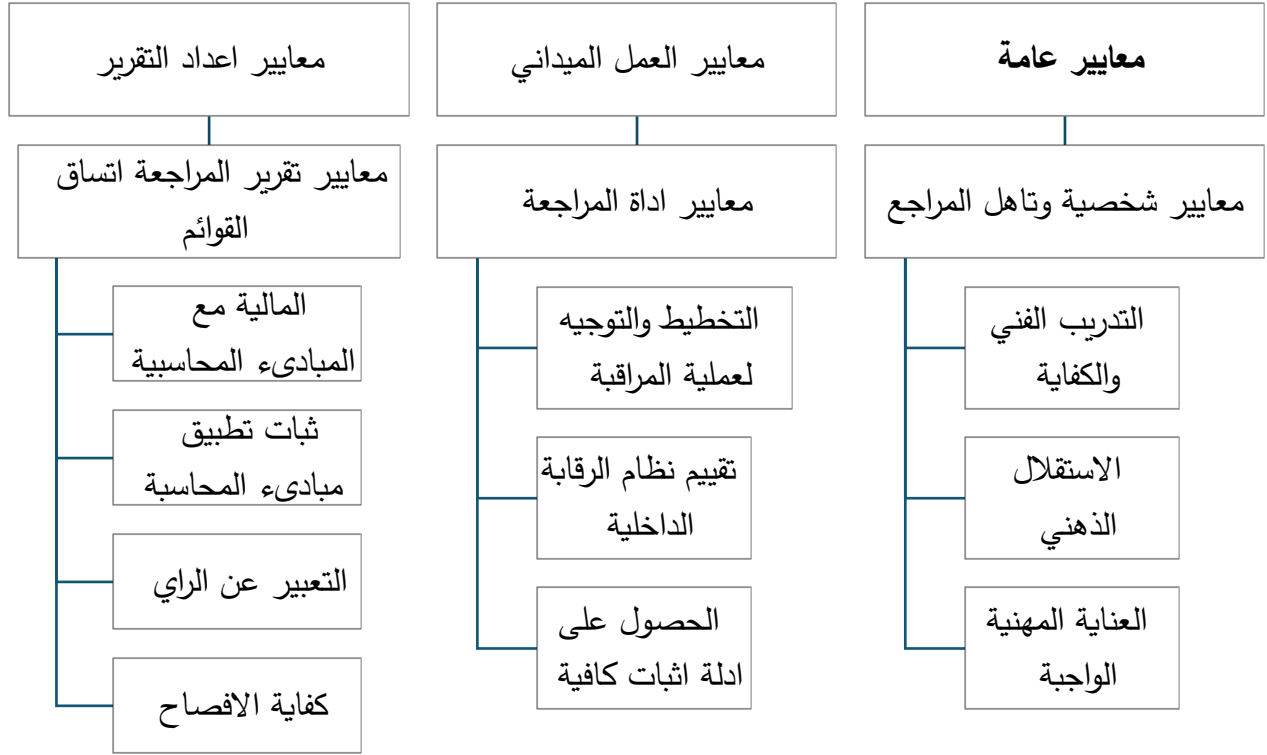 معايير عامة
معايير شخصية وتاهل المراجع
التدريب الفني
والكفاية
الاستقلال
الذهني
العناية المهنية
الواجبة
معايير العمل الميداني
معايير اداة المراجعة
التخطيط والتوجيه
لعملية المراقبة
تقييم نظام الرقابة
الداخلية
الحصول على
ادلة اثبات كافية
معايير اعداد التقرير
معايير تقرير المراجعة اتساق
القوائم
المالية مع
المبادىء المحاسبية
ثبات تطبيق
مبادىء المحاسبة
التعبير عن الراي
كفاية الافصاح